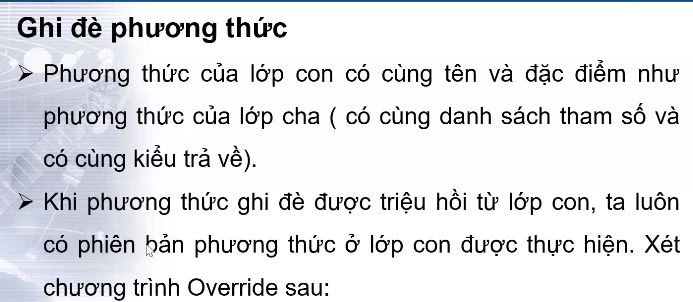 Ghi đè phương thức
➢ Phương thức của lớp con có cùng tên và đặc điểm như
phương thức của lớp cha ( có cùng danh sách tham số và
có cùng kiểu trả về).
➢ Khi phương thức ghi đè được triệu hồi từ lớp con, ta luôn
có phiên bản phương thức ở lớp con được thực hiện. Xét
chương trình Override sau: